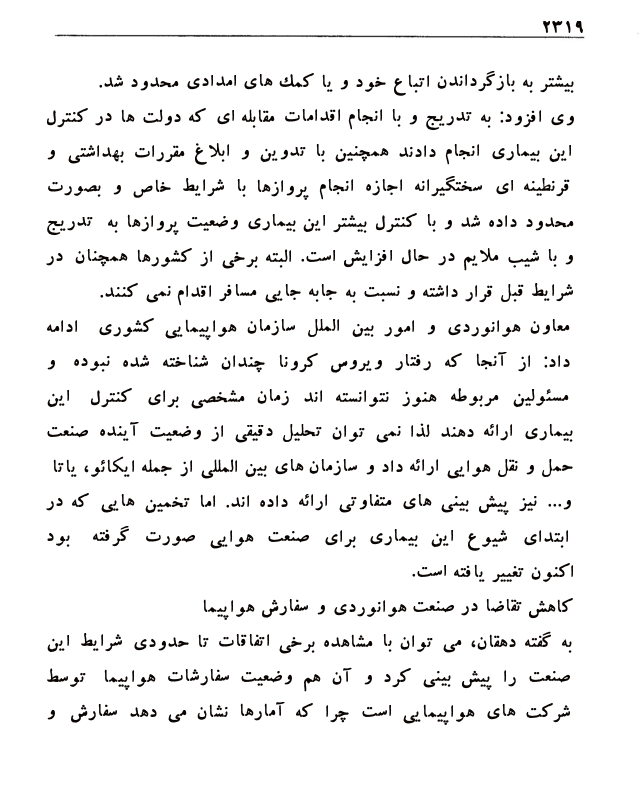 ۲۳۱۹
بیشتر به بازگرداندن اتباع خود و یا کمك های امدادی محدود شد.
وی افزود: به تدریج و با انجام اقدامات مقابله ای که دولت ها در کنترل
این بیماری انجام دادند همچنین با تدوین و ابلاغ مقررات بهداشتی و
قرنطینه ای سختگیرانه اجازه انجام پروازها با شرایط خاص و بصورت
محدود داده شد و با کنترل بیشتر این بیماری وضعیت پروازها به تدریج
و با شیب ملایم در حال افزایش است. البته برخی از کشورها همچنان در
شرایط قبل قرار داشته و نسبت به جابه جایی مسافر اقدام نمی کنند.
معاون هوانوردی و امور بین الملل سازمان هواپیمایی کشوری ادامه
داد: از آنجا که رفتار ویروس کرونا چندان شناخته شده نبوده و
مسئولین مربوطه هنوز نتوانسته اند زمان مشخصی برای کنترل این
بیماری ارائه دهند لذا نمی توان تحلیل دقیقی از وضعیت آینده صنعت
حمل و نقل هوایی ارائه داد و سازمان های بین المللی از جمله ایکائو، یاتا
و... نیز پیش بینی های متفاوتی ارائه داده اند. اما تخمین هایی که در
ابتدای شیوع این بیماری برای صنعت هوایی صورت گرفته بود
اکنون تغییر یافته است.
کاهش تقاضا در صنعت هوانوردی و سفارش هواپیما
به گفته دهقان، می توان با مشاهده برخی اتفاقات تا حدودی شرایط این
صنعت را پیش بینی کرد و آن هم وضعیت سفارشات هواپیما توسط
شرکت های هواپیمایی است چرا که آمارها نشان می دهد سفارش و